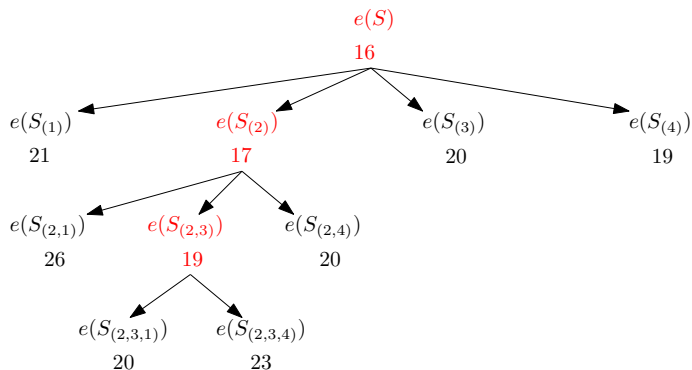 e(S)
16
e(S_{(1)}) e(S_{(2)}) e(S_{(3)}) e(S_{(4)})
21 17 20 19
e(S_{(2,1)}) e(S_{(2,3)}) e(S_{(2,4)})
26 19 20
e(S_{(2,3,1)}) e(S_{(2,3,4)})
20 23